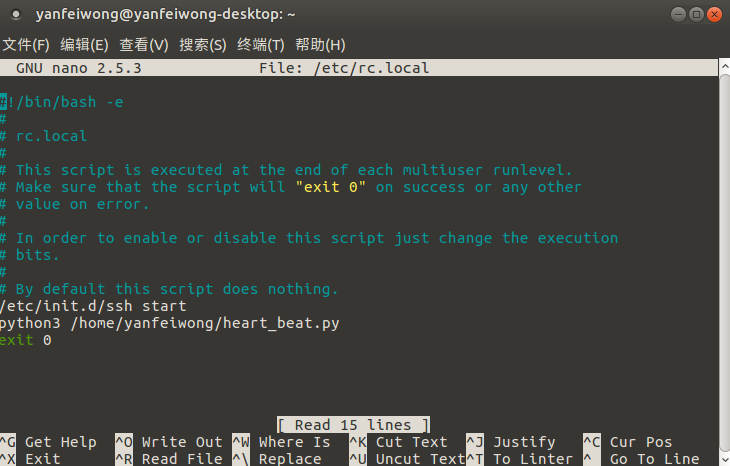 yanfeiwong@yanfeiwong-desktop: ~
文件(F) 编辑(E) 查看(V) 搜索(S) 终端(T) 帮助(H)
GNU nano 2.5.3 File: /etc/rc.local
#!/bin/bash -e
#
# rc.local
#
# This script is executed at the end of each multiuser runlevel.
# Make sure that the script will "exit 0" on success or any other
# value on error.
#
# In order to enable or disable this script just change the execution
# bits.
#
# By default this script does nothing.
/etc/init.d/ssh start
python3 /home/yanfeiwong/heart_beat.py
exit 0
[ Read 15 lines ]
^G Get Help ^O Write Out ^W Where Is ^K Cut Text ^J Justify ^C Cur Pos
^X Exit ^R Read File ^\ Replace ^U Uncut Text ^T To Linter ^_ Go To Line